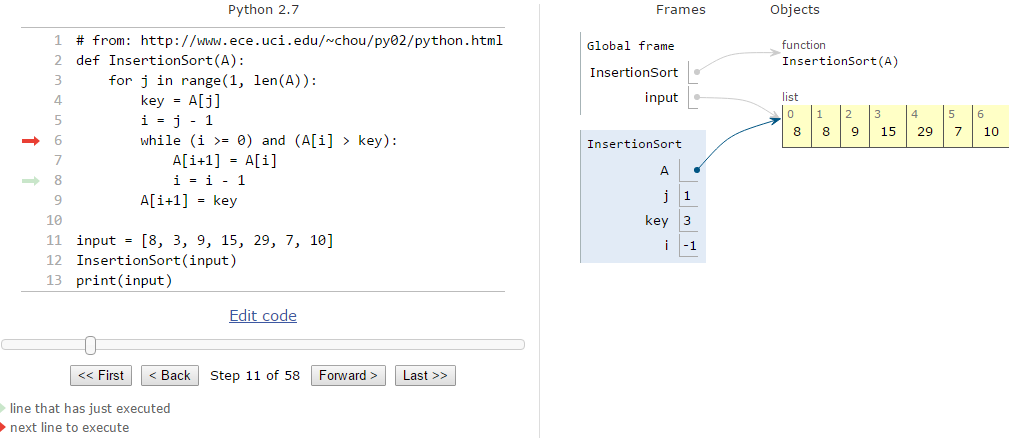 Python 2.7
1 # from: http://www.ece.uci.edu/~chou/py02/python.html
2 def InsertionSort(A):
3     for j in range(1, len(A)):
4         key = A[j]
5         i = j - 1
6         while (i >= 0) and (A[i] > key):
7             A[i+1] = A[i]
8             i = i - 1
9         A[i+1] = key
10
11 input = [8, 3, 9, 15, 29, 7, 10]
12 InsertionSort(input)
13 print(input)
Edit code
<< First < Back Step 11 of 58 Forward > Last >>
line that has just executed
next line to execute
Frames Objects
Global frame
InsertionSort
input
function
InsertionSort(A)
list
0 1 2 3 4 5 6
8 8 9 15 29 7 10
InsertionSort
A
j 1
key 3
i -1